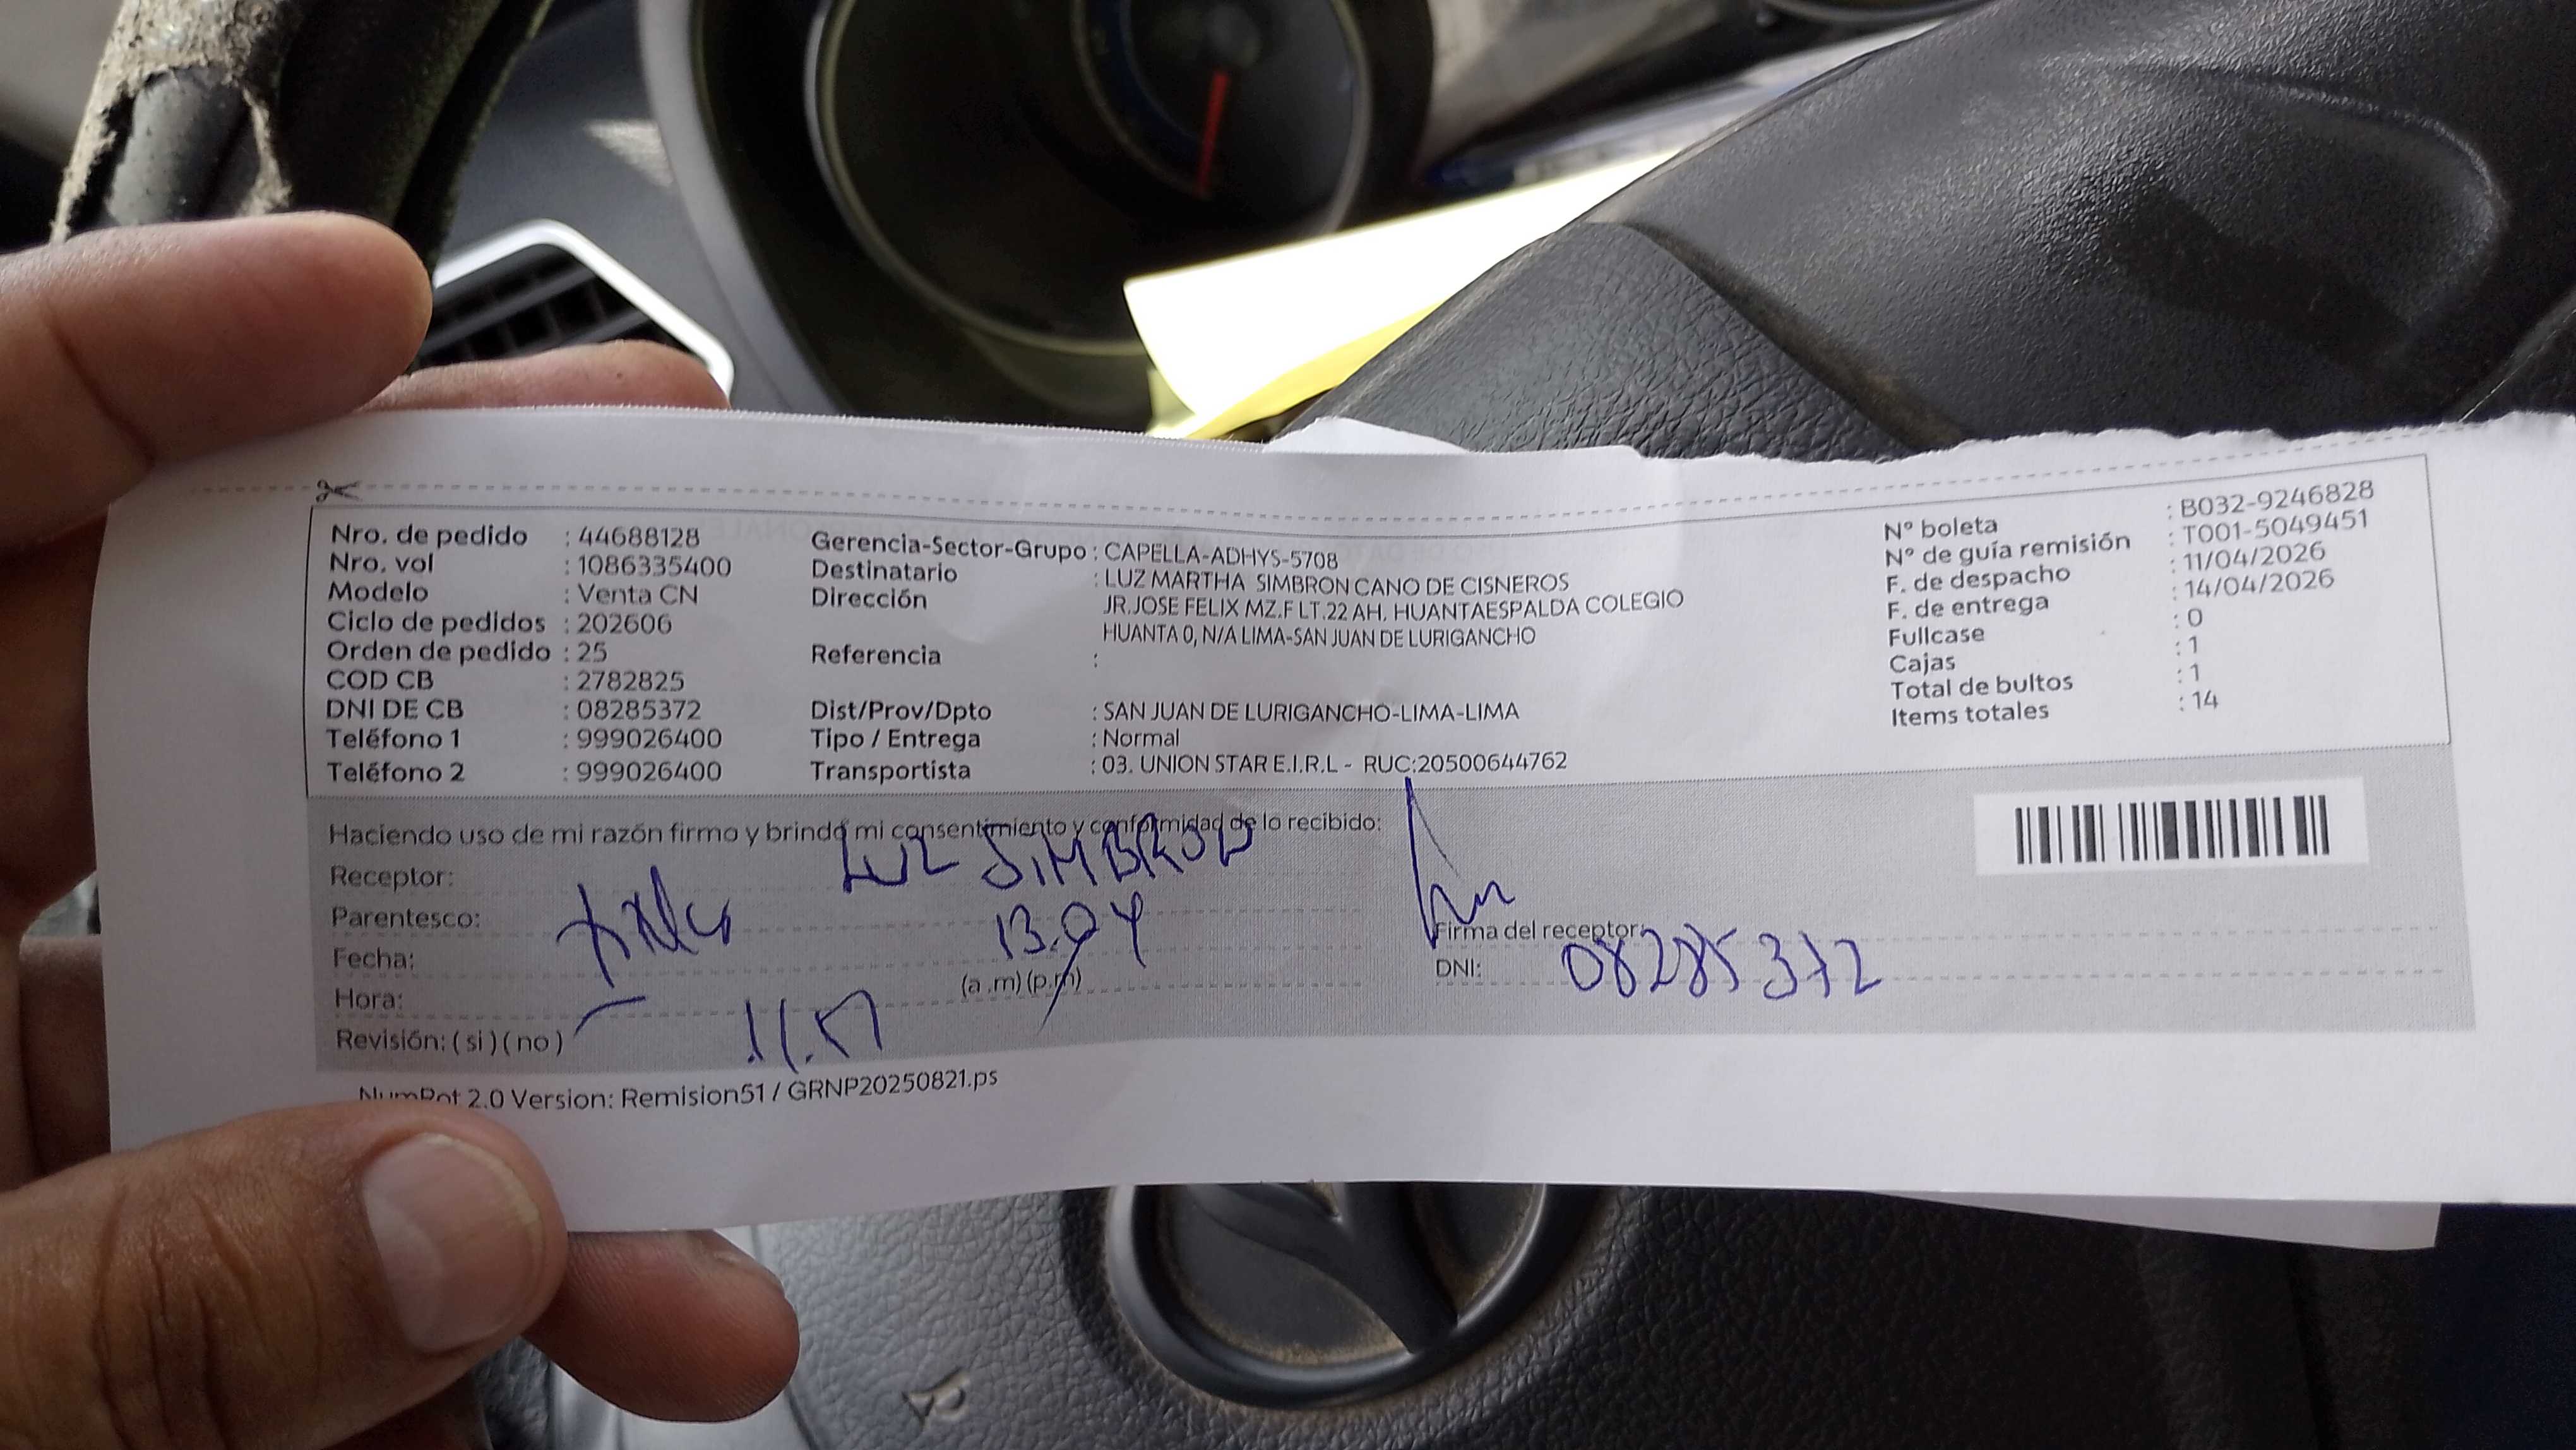 Nro. de pedido : 44688128
Nro. vol : 1086335400
Modelo : Venta CN
Ciclo de pedidos : 202606
Orden de pedido : 25
COD CB : 2782825
DNI DE CB : 08285372
Teléfono 1 : 999026400
Teléfono 2 : 999026400
Gerencia-Sector-Grupo : CAPELLA-ADHYS-5708
Destinatario : LUZ MARTHA SIMBRON CANO DE CISNEROS
Dirección JR.JOSE FELIX MZ.F LT.22 AH. HUANTAESPALDA COLEGIO
HUANTA 0, N/A LIMA-SAN JUAN DE LURIGANCHO
Referencia :
Dist/Prov/Dpto : SAN JUAN DE LURIGANCHO-LIMA-LIMA
Tipo / Entrega : Normal
Transportista : 03. UNION STAR E.I.R.L - RUC:20500644762
N° boleta : B032-9246828
N° de guía remisión : T001-5049451
F. de despacho : 11/04/2026
F. de entrega : 14/04/2026
Fullcase : 0
Cajas : 1
Total de bultos : 1
Items totales : 14
Haciendo uso de mi razón firmo y brindo mi consentimiento y conformidad de lo recibido:
Receptor: LUZ SIMBRON
Parentesco:
Fecha: 13.04
Hora: 11.57 (a .m) (p.m)
Revisión: ( si ) ( no )
Firma del receptor
DNI: 08285372
NumRot 2.0 Version: Remision51 / GRNP20250821.ps